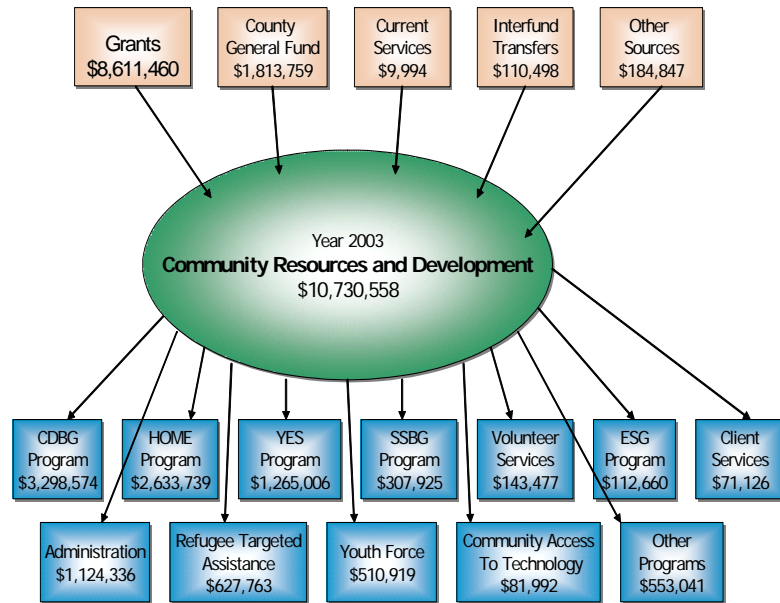 Grants
$8,611,460
County
General Fund
$1,813,759
Current
Services
$9,994
Interfund
Transfers
$110,498
Other
Sources
$184,847
Year 2003
Community Resources and Development
$10,730,558
CDBG
Program
$3,298,574
HOME
Program
$2,633,739
YES
Program
$1,265,006
SSBG
Program
$307,925
Volunteer
Services
$143,477
ESG
Program
$112,660
Client
Services
$71,126
Administration
$1,124,336
Refugee Targeted
Assistance
$627,763
Youth Force
$510,919
Community Access
To Technology
$81,992
Other
Programs
$553,041